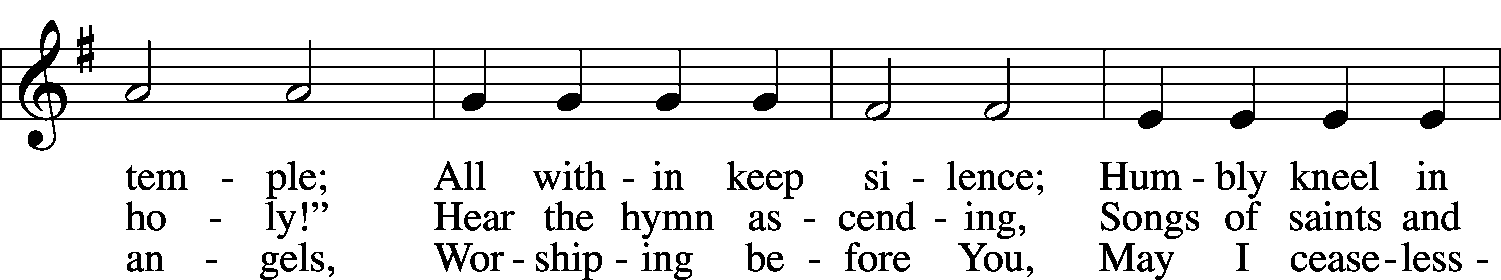 tem - ple; All with - in keep si - lence; Hum - bly kneel in
ho - ly!” Hear the hymn as - cend - ing, Songs of saints and
an - gels, Wor - ship - ing be - fore You, May I cease - less -